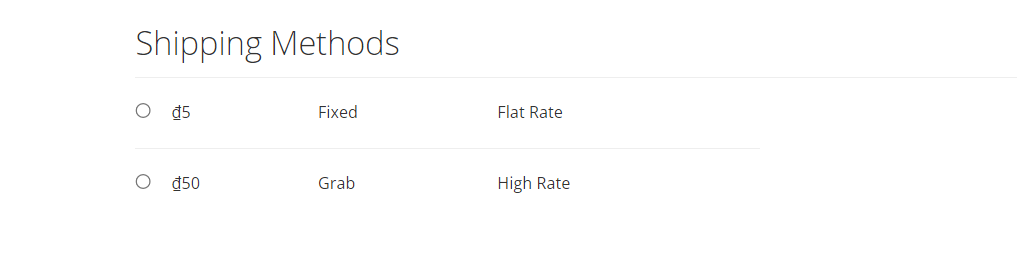 Shipping Methods
₫5 Fixed Flat Rate
₫50 Grab High Rate